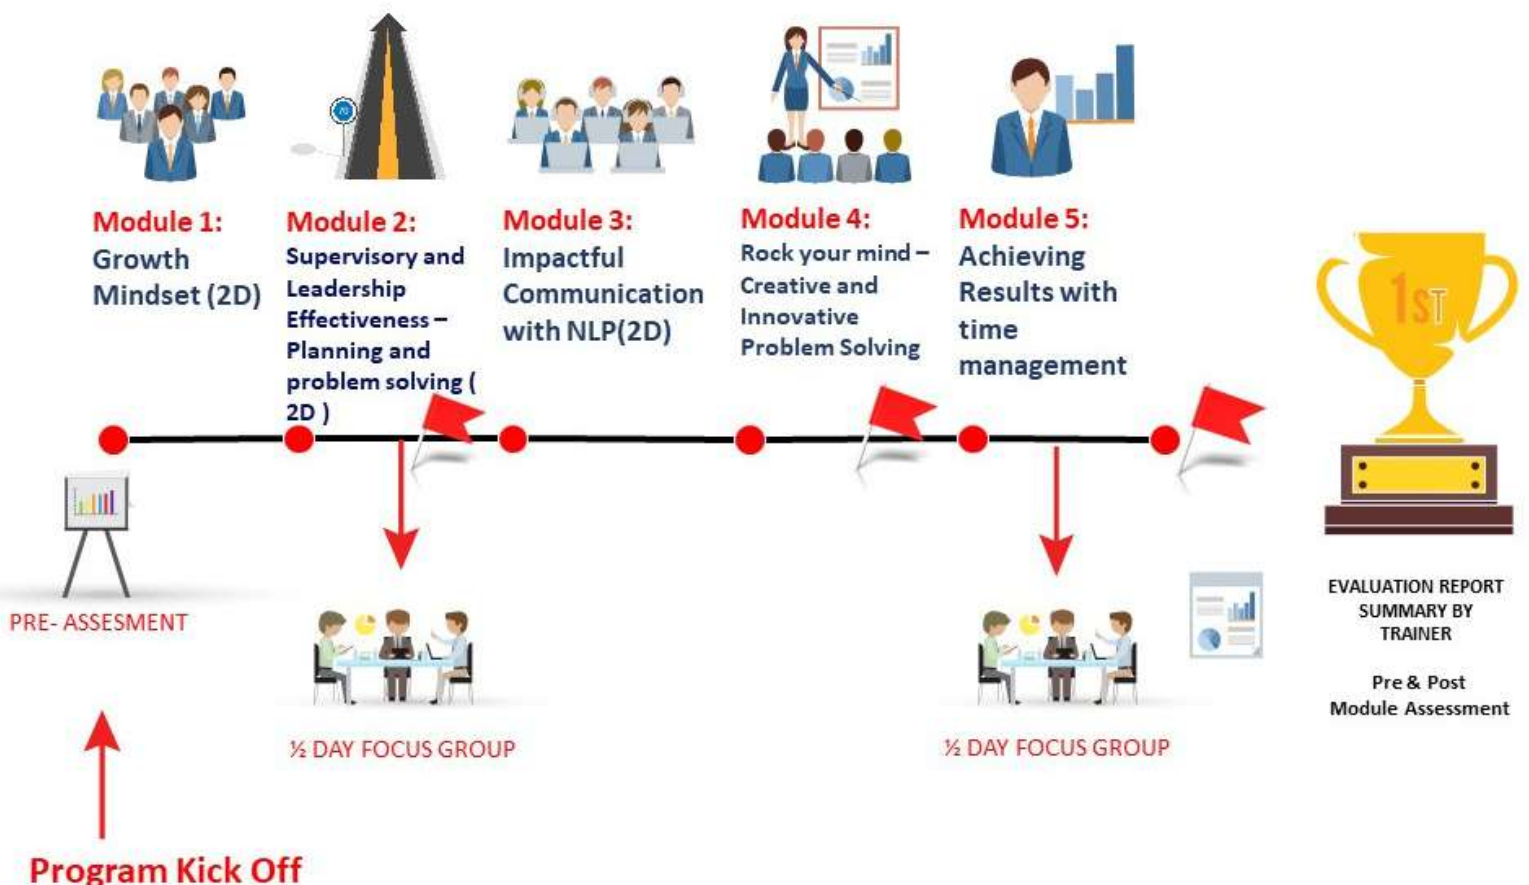 Module 1:
Growth
Mindset (2D)
Module 2:
Supervisory and
Leadership
Effectiveness –
Planning and
problem solving (
2D )
Module 3:
Impactful
Communication
with NLP(2D)
Module 4:
Rock your mind –
Creative and
Innovative
Problem Solving
Module 5:
Achieving
Results with
time
management
70
1ST
PRE- ASSESMENT
½ DAY FOCUS GROUP
½ DAY FOCUS GROUP
EVALUATION REPORT
SUMMARY BY
TRAINER
Pre & Post
Module Assessment
Program Kick Off